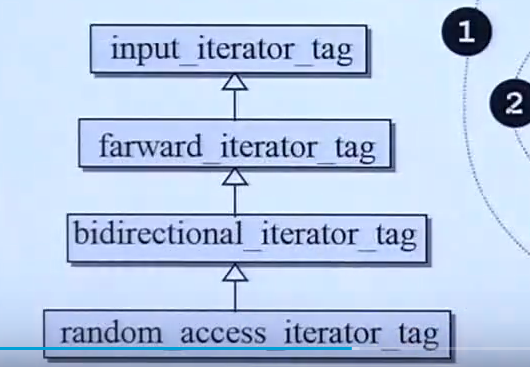 input_iterator_tag
1
farward_iterator_tag
2
bidirectional_iterator_tag
random_access_iterator_tag